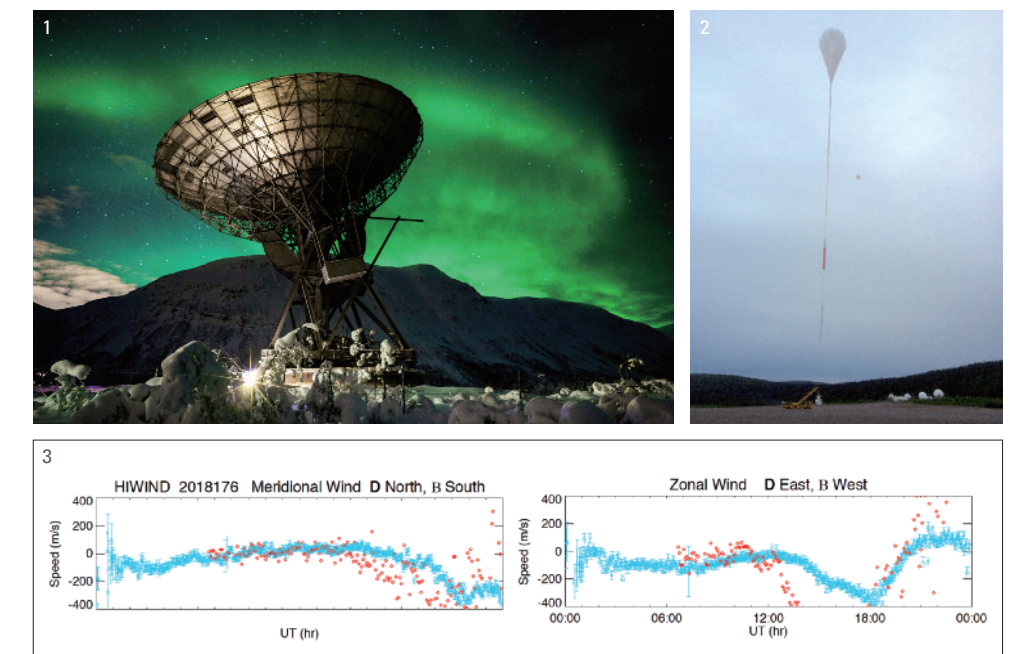 1
2
3
HIWIND 2018176 Meridional Wind D North, B South
400
200
0
-200
-400
Speed (m/s)
UT (hr)
Zonal Wind D East, B West
400
200
0
-200
-400
Speed (m/s)
00:00 06:00 12:00 18:00 00:00
UT (hr)